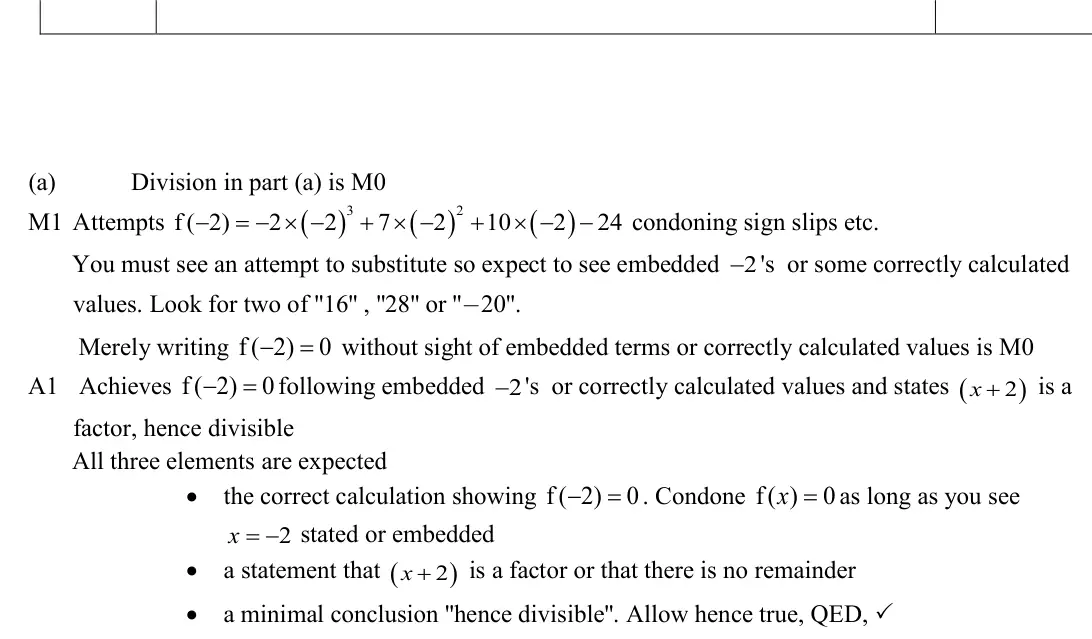 (a) Division in part (a) is M0
M1 Attempts f(−2) = −2×(−2)³ + 7×(−2)² +10×(−2) − 24 condoning sign slips etc.
You must see an attempt to substitute so expect to see embedded −2's or some correctly calculated
values. Look for two of "16" , "28" or "−20".
Merely writing f(−2) = 0 without sight of embedded terms or correctly calculated values is M0
A1 Achieves f(−2) = 0 following embedded −2's or correctly calculated values and states (x + 2) is a
factor, hence divisible
All three elements are expected
• the correct calculation showing f(−2) = 0. Condone f(x) = 0 as long as you see
x = −2 stated or embedded
• a statement that (x + 2) is a factor or that there is no remainder
• a minimal conclusion "hence divisible". Allow hence true, QED, ✓